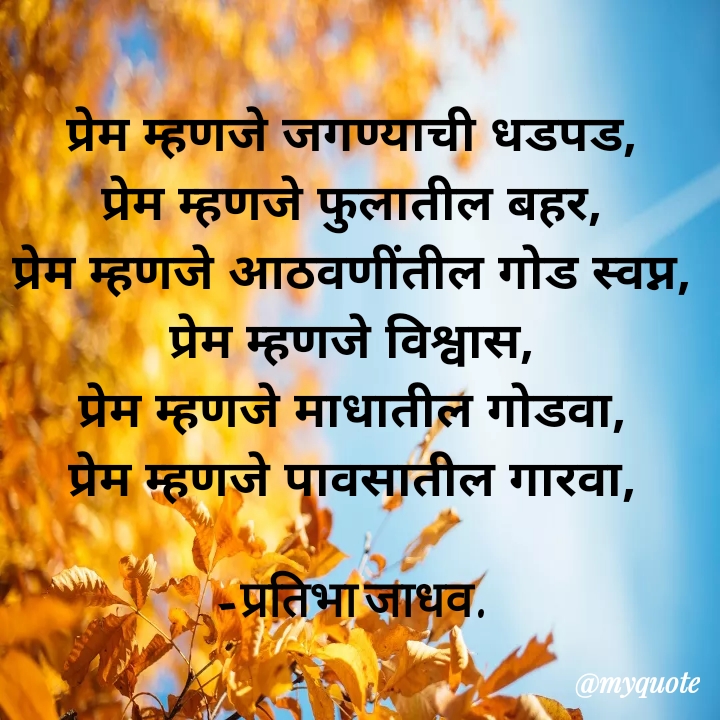 प्रेम म्हणजे जगण्याची धडपड,
प्रेम म्हणजे फुलातील बहर,
प्रेम म्हणजे आठवणींतील गोड स्वप्न,
प्रेम म्हणजे विश्वास,
प्रेम म्हणजे माधातील गोडवा,
प्रेम म्हणजे पावसातील गारवा,
-प्रतिभा जाधव.
@myquote